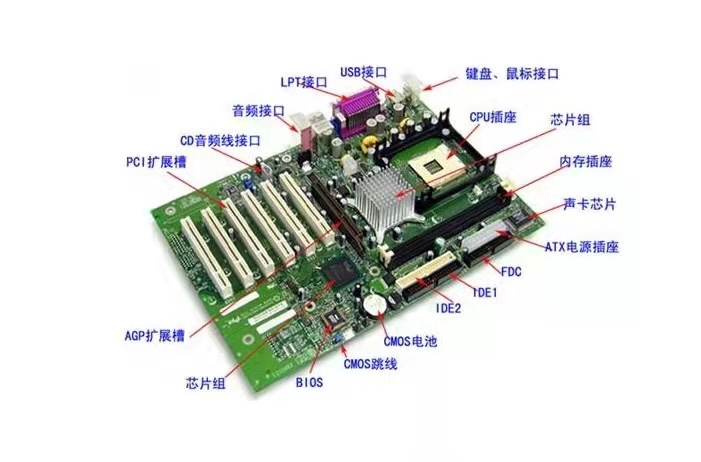 USB接口
键盘、鼠标接口
LPT接口
音频接口
CPU插座
芯片组
CD音频线接口
PCI扩展槽
内存插座
声卡芯片
ATX电源插座
FDC
IDE1
IDE2
AGP扩展槽
CMOS电池
CMOS跳线
芯片组
BIOS